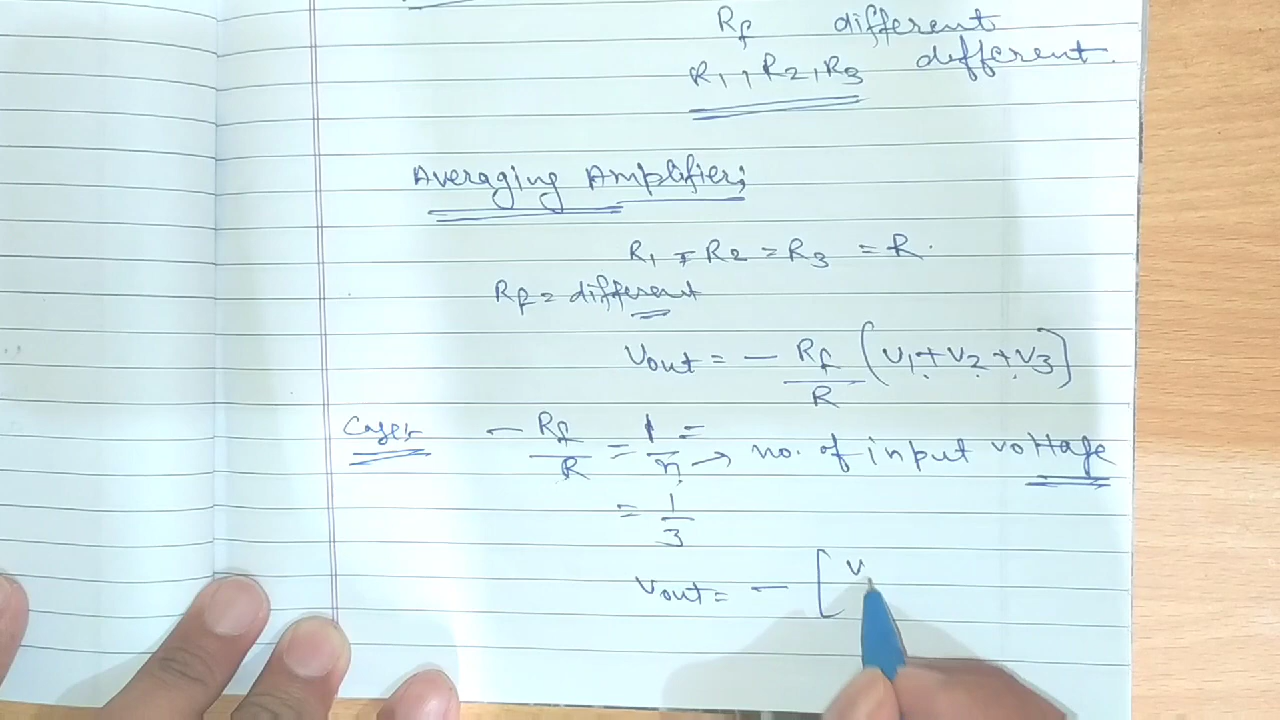 Rf different
R1, R2, R3 different.
Averaging Amplifier;
R1 = R2 = R3 = R.
Rf = different
Vout = - Rf/R (V1 + V2 + V3)
Case:- - Rf/R = 1/n → no. of input voltage
= 1/3
Vout = - [ V